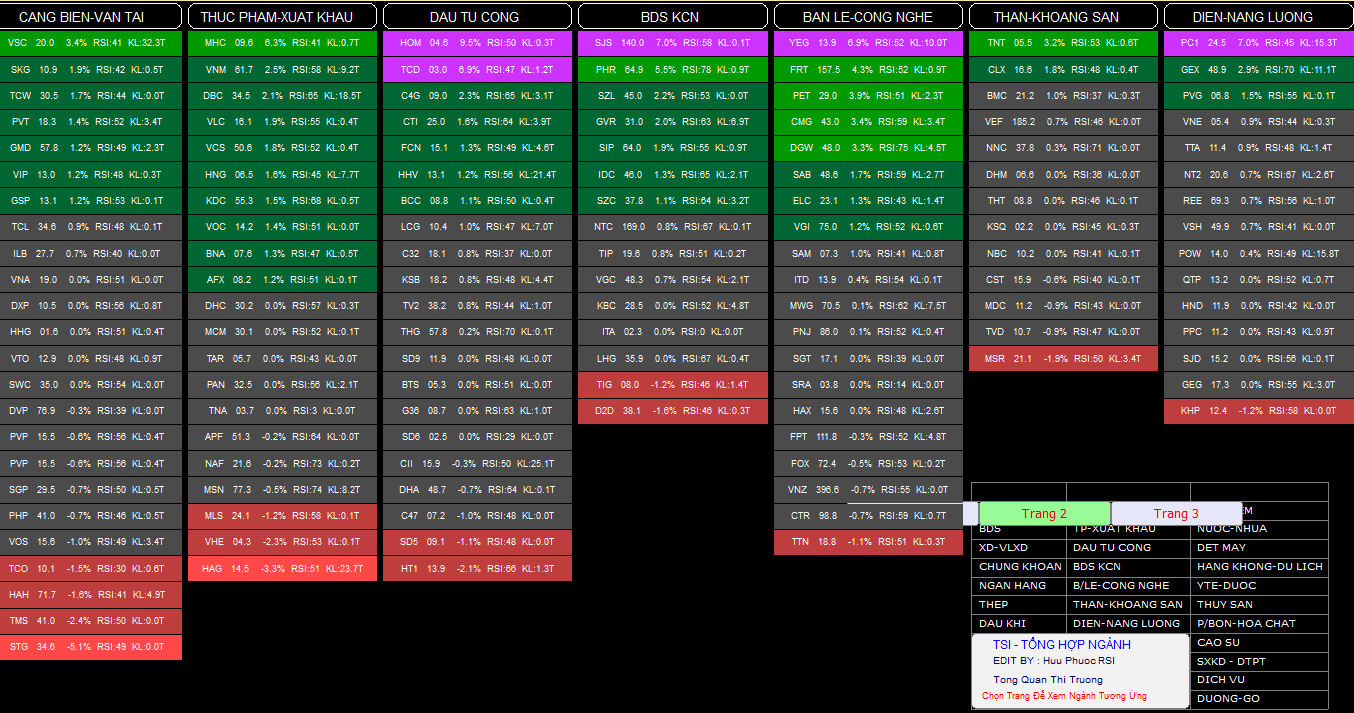 CANG BIEN-VAN TAI
VSC 20.0 3.4% RSI:41 KL:32.3T
SKG 10.9 1.9% RSI:42 KL:0.5T
TCW 30.5 1.7% RSI:44 KL:0.0T
PVT 18.3 1.4% RSI:52 KL:3.4T
GMD 57.8 1.2% RSI:49 KL:2.3T
VIP 13.0 1.2% RSI:48 KL:0.3T
GSP 13.1 1.2% RSI:53 KL:0.1T
TCL 34.6 0.9% RSI:48 KL:0.1T
ILB 27.7 0.7% RSI:40 KL:0.0T
VNA 19.0 0.0% RSI:51 KL:0.1T
DXP 10.5 0.0% RSI:56 KL:0.8T
HHG 01.6 0.0% RSI:51 KL:0.4T
VTO 12.9 0.0% RSI:48 KL:0.9T
SWC 35.0 0.0% RSI:54 KL:0.0T
DVP 76.9 -0.3% RSI:39 KL:0.0T
PVP 15.5 -0.6% RSI:56 KL:0.4T
PVP 15.5 -0.6% RSI:56 KL:0.4T
SGP 29.5 -0.7% RSI:50 KL:0.5T
PHP 41.0 -0.7% RSI:46 KL:0.5T
VOS 15.6 -1.0% RSI:49 KL:3.4T
TCO 10.1 -1.5% RSI:30 KL:0.6T
HAH 71.7 -1.6% RSI:41 KL:4.9T
TMS 41.0 -2.4% RSI:50 KL:0.0T
STG 34.6 -5.1% RSI:49 KL:0.0T
THUC PHAM-XUAT KHAU
MHC 09.6 6.3% RSI:41 KL:0.7T
VNM 61.7 2.5% RSI:58 KL:9.2T
DBC 34.5 2.1% RSI:65 KL:18.5T
VLC 16.1 1.9% RSI:55 KL:0.4T
VCS 50.6 1.8% RSI:52 KL:0.4T
HNG 06.5 1.6% RSI:45 KL:7.7T
KDC 55.3 1.5% RSI:68 KL:0.5T
VOC 14.2 1.4% RSI:51 KL:0.0T
BNA 07.6 1.3% RSI:47 KL:0.5T
AFX 08.2 1.2% RSI:51 KL:0.1T
DHC 30.2 0.0% RSI:57 KL:0.3T
MCM 30.1 0.0% RSI:52 KL:0.1T
TAR 05.7 0.0% RSI:43 KL:0.0T
PAN 32.5 0.0% RSI:56 KL:2.1T
TNA 03.7 0.0% RSI:3 KL:0.0T
APF 51.3 -0.2% RSI:64 KL:0.0T
NAF 21.6 -0.2% RSI:73 KL:0.2T
MSN 77.3 -0.5% RSI:74 KL:8.2T
MLS 24.1 -1.2% RSI:58 KL:0.1T
VHE 04.3 -2.3% RSI:53 KL:0.1T
HAG 14.5 -3.3% RSI:51 KL:23.7T
DAU TU CONG
HOM 04.6 9.5% RSI:50 KL:0.3T
TCD 03.0 6.9% RSI:47 KL:1.2T
C4G 09.0 2.3% RSI:65 KL:3.1T
CTI 25.0 1.6% RSI:64 KL:3.9T
FCN 15.1 1.3% RSI:49 KL:4.6T
HHV 13.1 1.2% RSI:56 KL:21.4T
BCC 08.8 1.1% RSI:50 KL:0.4T
LCG 10.4 1.0% RSI:47 KL:7.0T
C32 18.1 0.8% RSI:37 KL:0.0T
KSB 18.2 0.8% RSI:48 KL:4.4T
TV2 38.2 0.8% RSI:44 KL:1.0T
THG 57.8 0.2% RSI:70 KL:0.1T
SD9 11.9 0.0% RSI:48 KL:0.0T
BTS 05.3 0.0% RSI:51 KL:0.0T
G36 08.7 0.0% RSI:63 KL:1.0T
SD6 02.5 0.0% RSI:29 KL:0.0T
CII 15.9 -0.3% RSI:50 KL:25.1T
DHA 48.7 -0.7% RSI:64 KL:0.1T
C47 07.2 -1.0% RSI:48 KL:0.0T
SD5 09.1 -1.1% RSI:48 KL:0.0T
HT1 13.9 -2.1% RSI:66 KL:1.3T
BDS KCN
SJS 140.0 7.0% RSI:58 KL:0.1T
PHR 64.9 5.5% RSI:78 KL:0.9T
SZL 45.0 2.2% RSI:53 KL:0.0T
GVR 31.0 2.0% RSI:63 KL:6.9T
SIP 64.0 1.9% RSI:55 KL:0.9T
IDC 46.0 1.3% RSI:65 KL:2.1T
SZC 37.8 1.1% RSI:64 KL:3.2T
NTC 169.0 0.8% RSI:67 KL:0.1T
TIP 19.6 0.8% RSI:51 KL:0.2T
VGC 48.3 0.7% RSI:54 KL:2.1T
KBC 28.5 0.0% RSI:52 KL:4.8T
ITA 02.3 0.0% RSI:0 KL:0.0T
LHG 35.9 0.0% RSI:67 KL:0.4T
TIG 08.0 -1.2% RSI:46 KL:1.4T
D2D 38.1 -1.6% RSI:46 KL:0.3T
BAN LE-CONG NGHE
YEG 13.9 6.9% RSI:52 KL:10.0T
FRT 157.5 4.3% RSI:52 KL:0.9T
PET 29.0 3.9% RSI:51 KL:2.3T
CMG 43.0 3.4% RSI:59 KL:3.4T
DGW 48.0 3.3% RSI:75 KL:4.5T
SAB 48.6 1.7% RSI:59 KL:2.7T
ELC 23.1 1.3% RSI:43 KL:1.4T
VGI 75.0 1.2% RSI:52 KL:0.6T
SAM 07.3 1.0% RSI:41 KL:0.8T
ITD 13.9 0.4% RSI:54 KL:0.1T
MWG 70.5 0.1% RSI:62 KL:7.5T
PNJ 86.0 0.1% RSI:52 KL:0.4T
SGT 17.1 0.0% RSI:39 KL:0.0T
SRA 03.8 0.0% RSI:14 KL:0.0T
HAX 15.6 0.0% RSI:48 KL:2.6T
FPT 111.8 -0.3% RSI:52 KL:4.8T
FOX 72.4 -0.5% RSI:53 KL:0.2T
VNZ 396.6 -0.7% RSI:55 KL:0.0T
CTR 98.8 -0.7% RSI:59 KL:0.7T
TTN 18.8 -1.1% RSI:51 KL:0.3T
THAN-KHOANG SAN
TNT 05.5 3.2% RSI:53 KL:0.6T
CLX 16.6 1.8% RSI:48 KL:0.4T
BMC 21.2 1.0% RSI:37 KL:0.3T
VEF 185.2 0.7% RSI:46 KL:0.0T
NNC 37.8 0.3% RSI:71 KL:0.0T
DHM 06.6 0.0% RSI:36 KL:0.0T
THT 08.8 0.0% RSI:46 KL:0.1T
KSQ 02.2 0.0% RSI:45 KL:0.3T
NBC 10.2 0.0% RSI:41 KL:0.1T
CST 15.9 -0.6% RSI:40 KL:0.1T
MDC 11.2 -0.9% RSI:43 KL:0.0T
TVD 10.7 -0.9% RSI:47 KL:0.0T
MSR 21.1 -1.9% RSI:50 KL:3.4T
DIEN-NANG LUONG
PC1 24.5 7.0% RSI:45 KL:15.3T
GEX 48.9 2.9% RSI:70 KL:11.1T
PVG 06.8 1.5% RSI:55 KL:0.1T
VNE 05.4 0.9% RSI:44 KL:0.3T
TTA 11.4 0.9% RSI:48 KL:1.4T
NT2 20.6 0.7% RSI:67 KL:2.6T
REE 69.3 0.7% RSI:56 KL:1.0T
VSH 49.9 0.7% RSI:41 KL:0.0T
POW 14.0 0.4% RSI:49 KL:15.8T
QTP 13.2 0.0% RSI:52 KL:0.7T
HND 11.9 0.0% RSI:42 KL:0.0T
PPC 11.2 0.0% RSI:43 KL:0.9T
SJD 15.2 0.0% RSI:56 KL:0.1T
GEG 17.3 0.0% RSI:55 KL:3.0T
KHP 12.4 -1.2% RSI:58 KL:0.0T
Trang 2 Trang 3
BDS TP-XUAT KHAU NUOC-NHUA
XD-VLXD DAU TU CONG DET MAY
CHUNG KHOAN BDS KCN HANG KHONG-DU LICH
NGAN HANG B/LE-CONG NGHE YTE-DUOC
THEP THAN-KHOANG SAN THUY SAN
DAU KHI DIEN-NANG LUONG P/BON-HOA CHAT
CAO SU
SXKD - DTPT
DICH VU
DUONG-GO
TSI - TỔNG HỢP NGÀNH
EDIT BY : Huu Phuoc RSI
Tong Quan Thi Truong
Chọn Trang Để Xem Ngành Tương Ứng